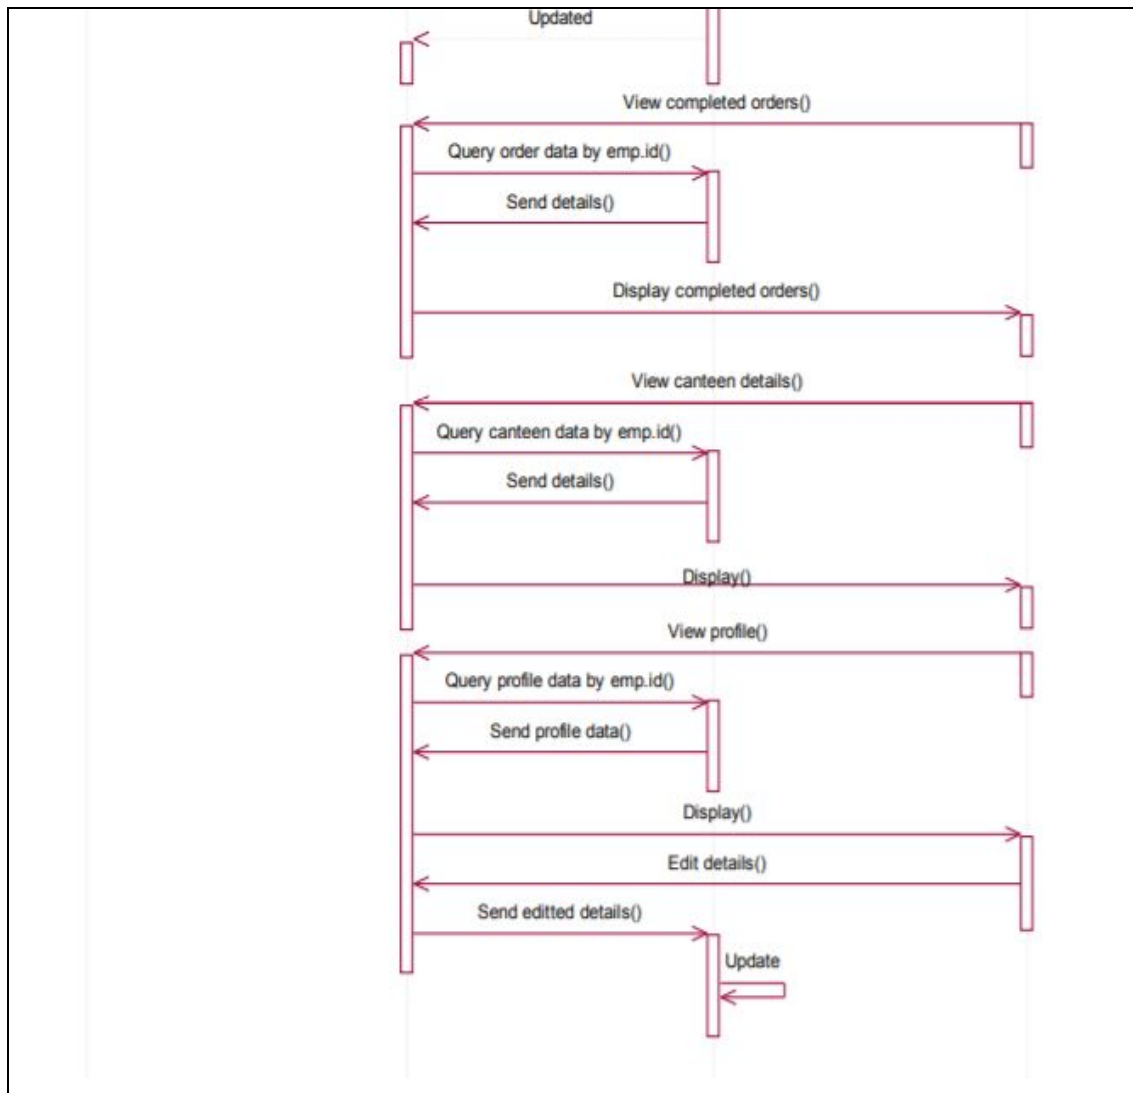 Updated
View completed orders()
Query order data by emp.id()
Send details()
Display completed orders()
View canteen details()
Query canteen data by emp.id()
Send details()
Display()
View profile()
Query profile data by emp.id()
Send profile data()
Display()
Edit details()
Send editted details()
Update